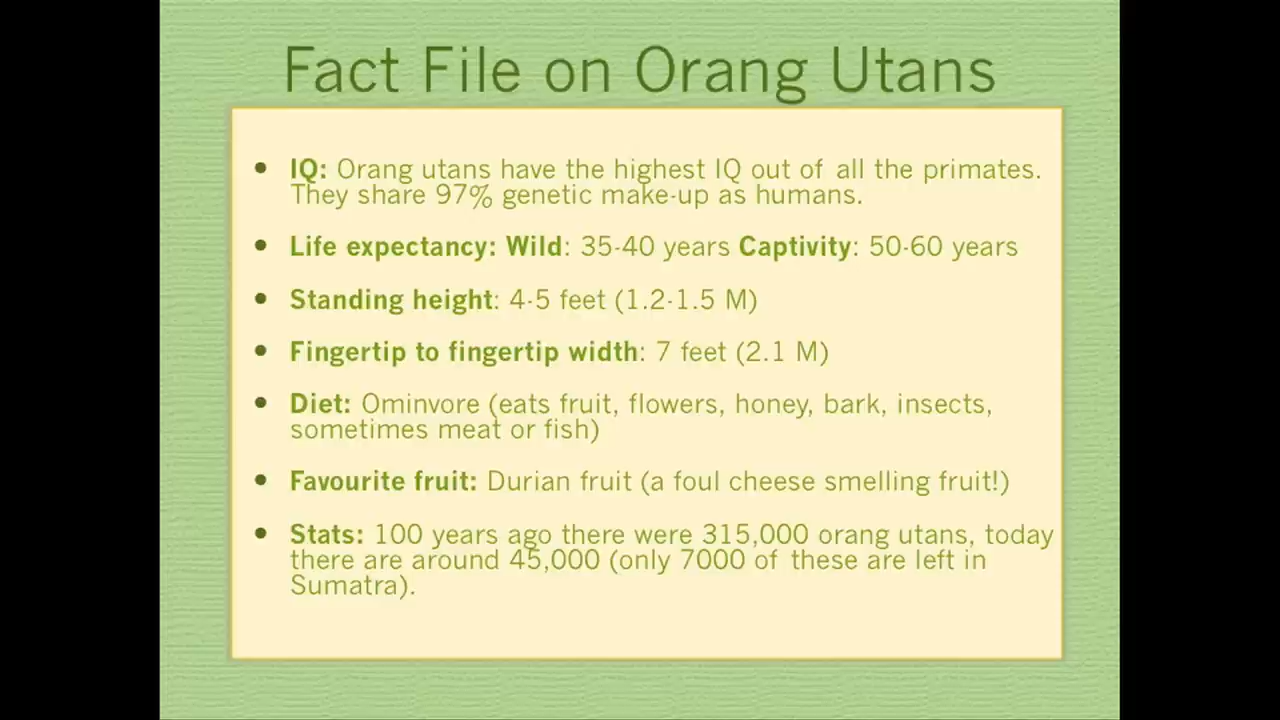 Fact File on Orang Utans
• IQ: Orang utans have the highest IQ out of all the primates.
They share 97% genetic make-up as humans.
• Life expectancy: Wild: 35-40 years Captivity: 50-60 years
• Standing height: 4-5 feet (1.2-1.5 M)
• Fingertip to fingertip width: 7 feet (2.1 M)
• Diet: Ominvore (eats fruit, flowers, honey, bark, insects,
sometimes meat or fish)
• Favourite fruit: Durian fruit (a foul cheese smelling fruit!)
• Stats: 100 years ago there were 315,000 orang utans, today
there are around 45,000 (only 7000 of these are left in
Sumatra).